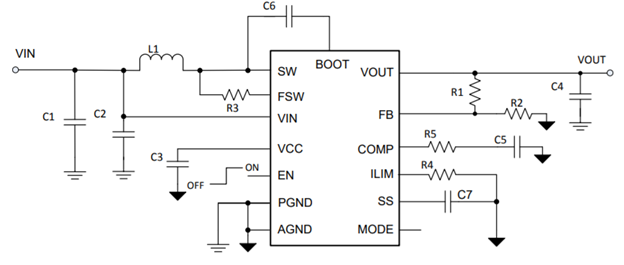 C6
VIN
L1
SW
BOOT
VOUT
VOUT
R3
FSW
R1
C4
C1
C2
VIN
FB
R2
C3
VCC
COMP
R5
C5
OFF
ON
EN
ILIM
R4
PGND
SS
C7
AGND
MODE